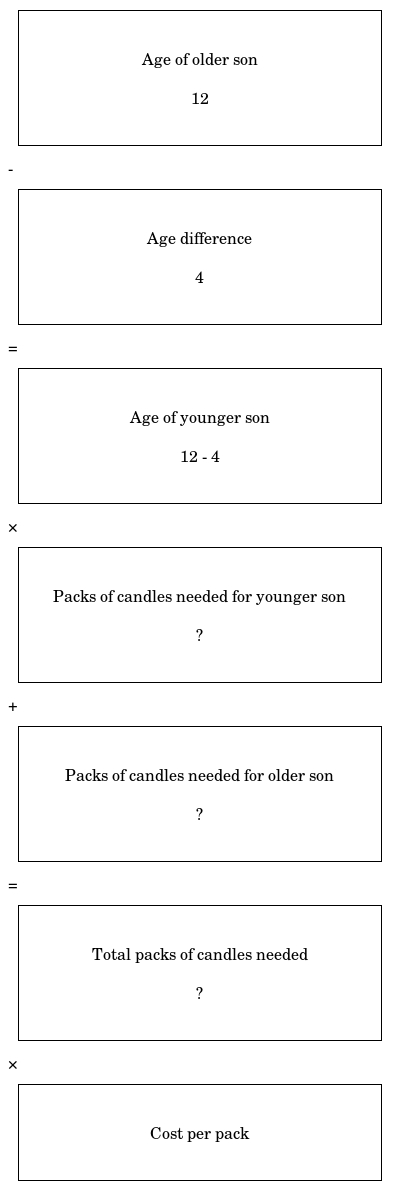 Age of older son
12
-
Age difference
4
=
Age of younger son
12 - 4
×
Packs of candles needed for younger son
?
+
Packs of candles needed for older son
?
=
Total packs of candles needed
?
×
Cost per pack